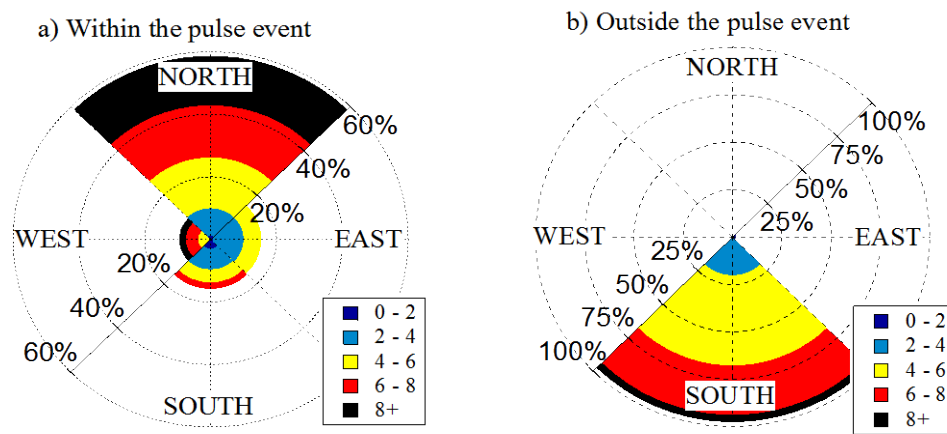 a) Within the pulse event
NORTH
60%
40%
20%
WEST
EAST
20%
40%
60%
SOUTH
0 - 2
2 - 4
4 - 6
6 - 8
8+
b) Outside the pulse event
NORTH
100%
75%
50%
25%
WEST
EAST
25%
50%
75%
100%
SOUTH
0 - 2
2 - 4
4 - 6
6 - 8
8+